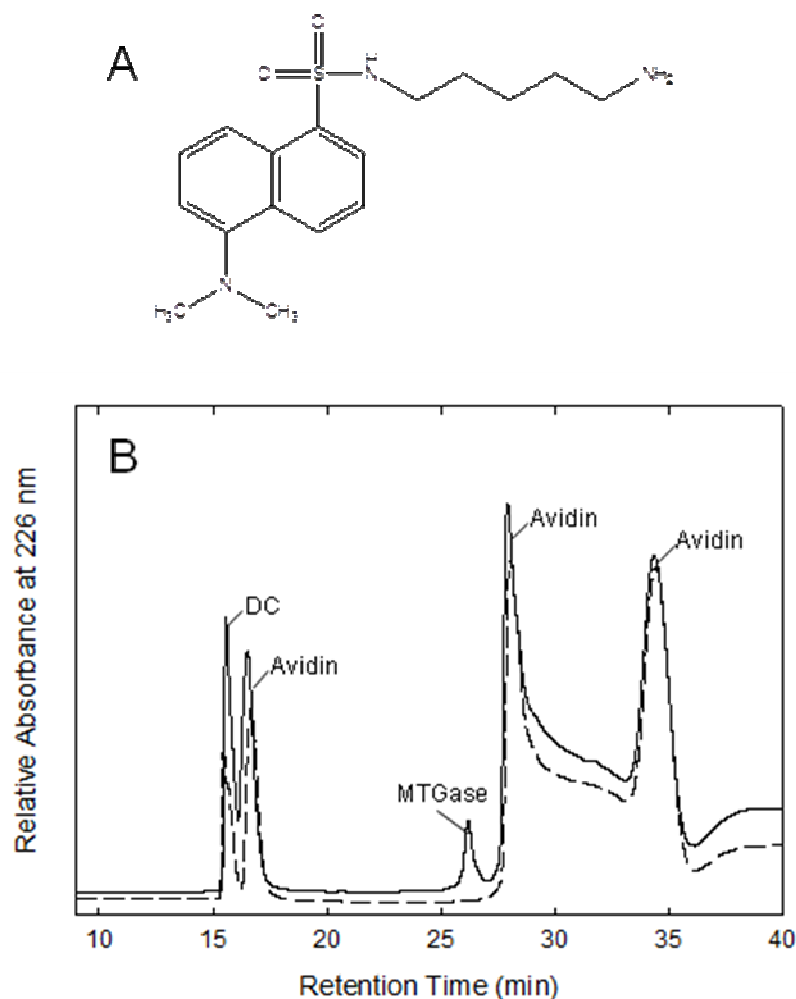 A
O
O S H
N NH2
N
H3C CH3
B
Avidin
Avidin
DC
Avidin
MTGase
Relative Absorbance at 226 nm
10 15 20 25 30 35 40
Retention Time (min)